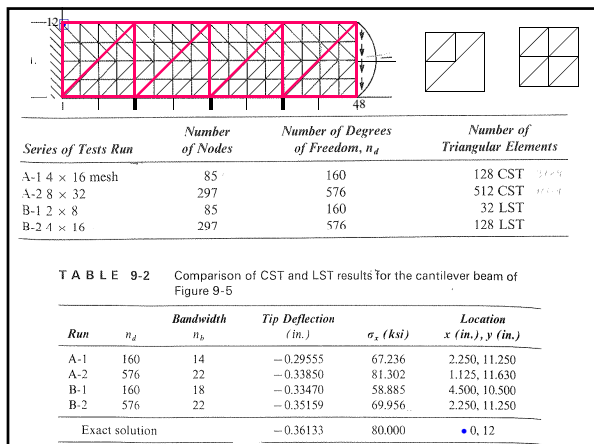 12
1
48
Number Number of Degrees Number of
Series of Tests Run of Nodes of Freedom, nd Triangular Elements
A-1 4 × 16 mesh 85 160 128 CST
A-2 8 × 32 297 576 512 CST
B-1 2 × 8 85 160 32 LST
B-2 4 × 16 297 576 128 LST
TABLE 9-2 Comparison of CST and LST results for the cantilever beam of
Figure 9-5
Bandwidth Tip Deflection Location
Run nd nb (in.) σx (ksi) x (in.), y (in.)
A-1 160 14 −0.29555 67.236 2.250, 11.250
A-2 576 22 −0.33850 81.302 1.125, 11.630
B-1 160 18 −0.33470 58.885 4.500, 10.500
B-2 576 22 −0.35159 69.956 2.250, 11.250
Exact solution −0.36133 80.000 0, 12